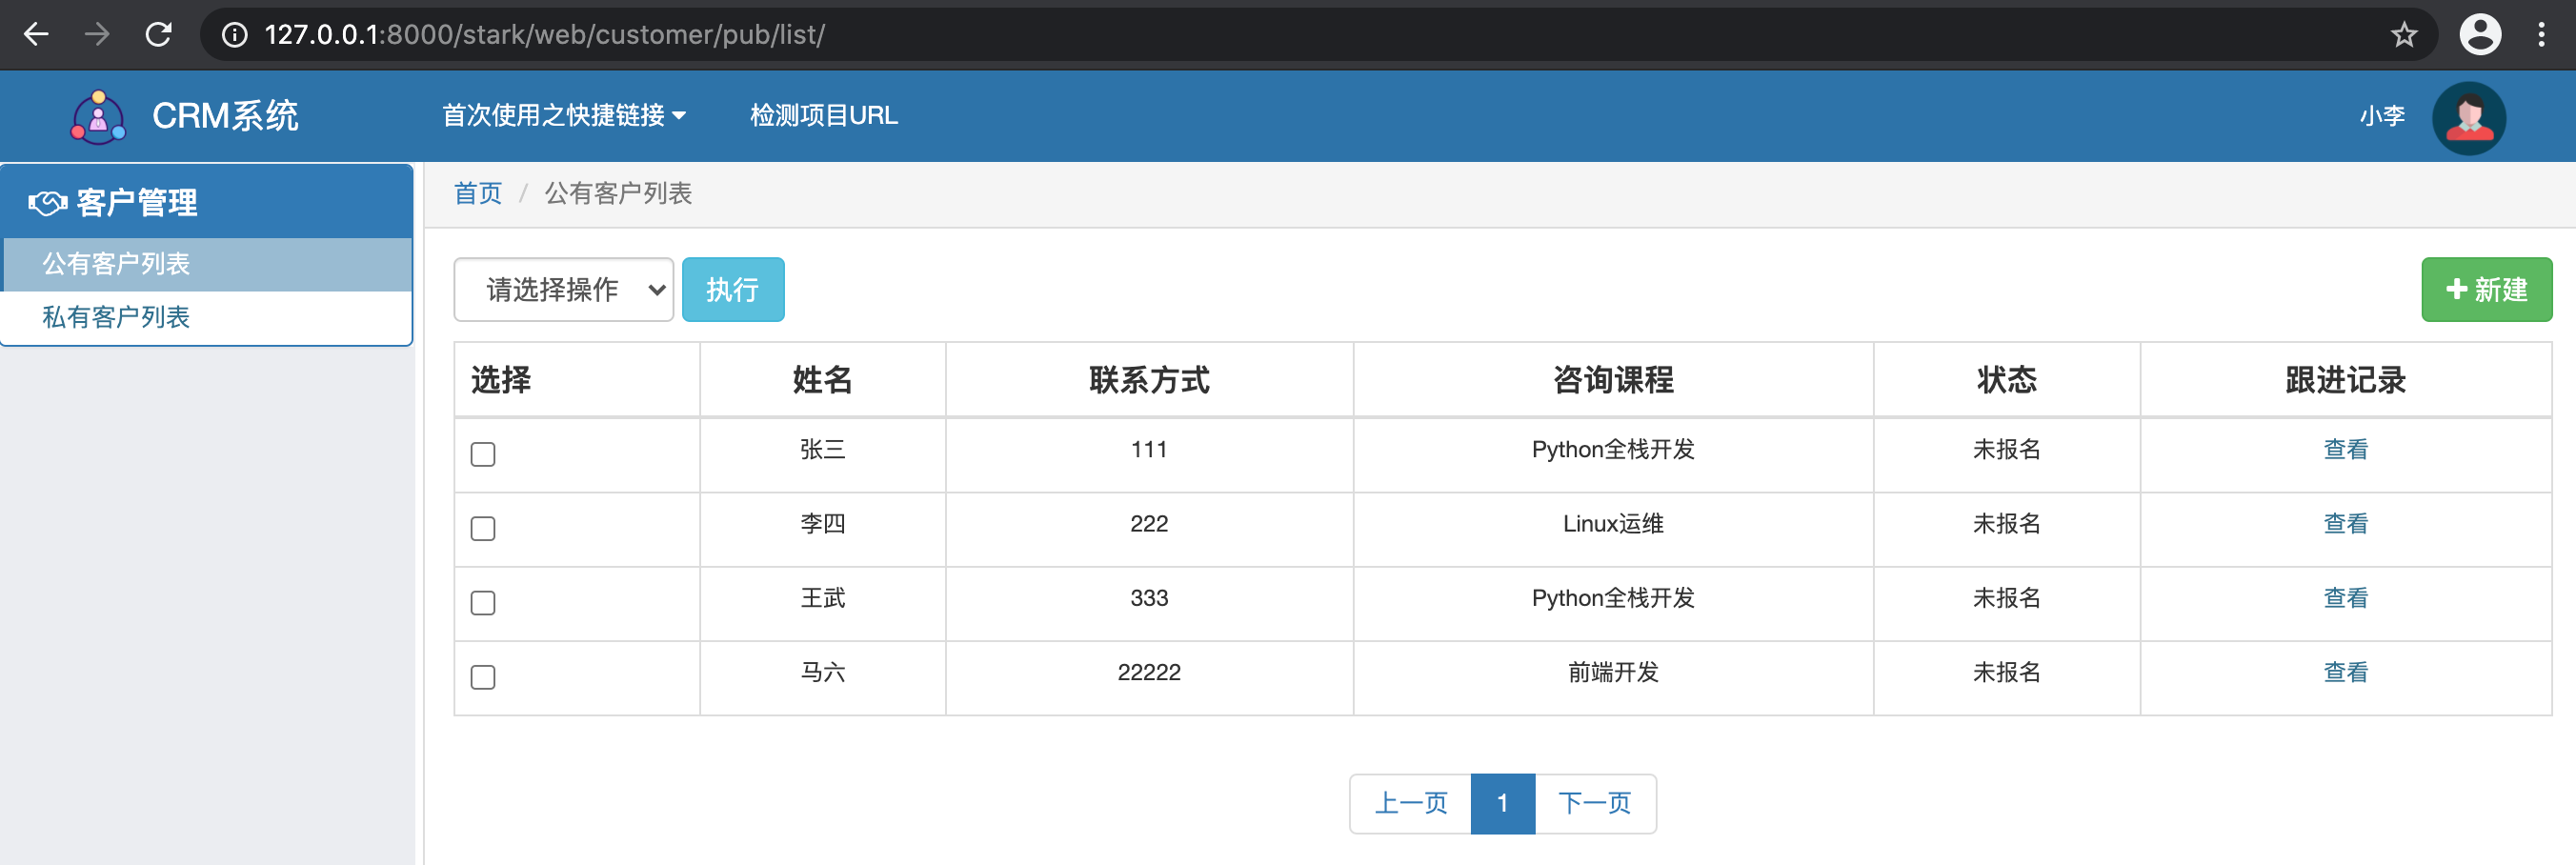 127.0.0.1:8000/stark/web/customer/pub/list/
CRM系统 首次使用之快捷链接 检测项目URL 小李
客户管理
公有客户列表
私有客户列表
首页 / 公有客户列表
请选择操作 执行 新建
选择 姓名 联系方式 咨询课程 状态 跟进记录
张三 111 Python全栈开发 未报名 查看
李四 222 Linux运维 未报名 查看
王武 333 Python全栈开发 未报名 查看
马六 22222 前端开发 未报名 查看
上一页 1 下一页